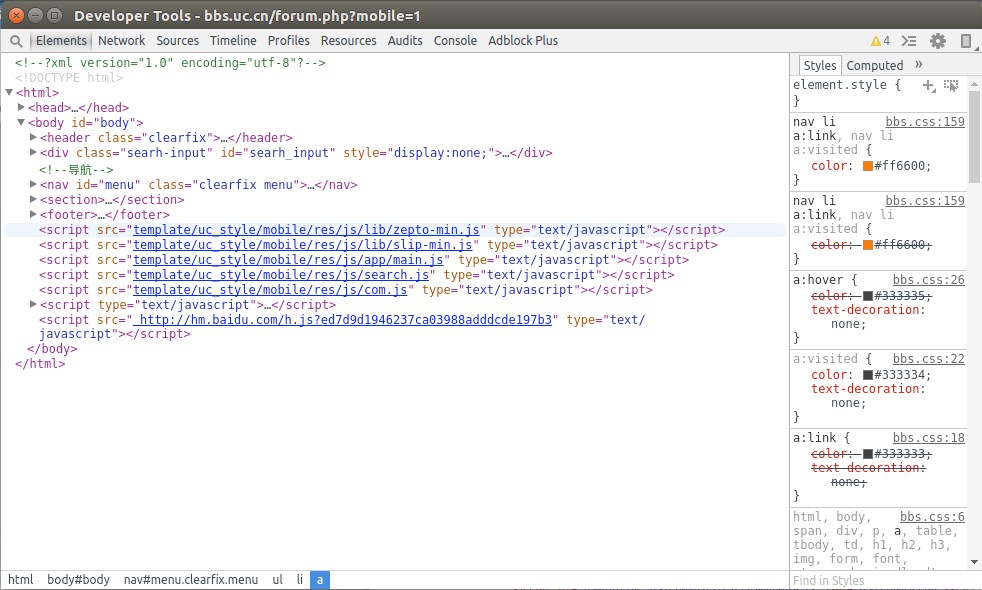 Developer Tools - bbs.uc.cn/forum.php?mobile=1
Elements Network Sources Timeline Profiles Resources Audits Console Adblock Plus 4
<!--?xml version="1.0" encoding="utf-8"?-->
<!DOCTYPE html>
<html>
<head>…</head>
<body id="body">
<header class="clearfix">…</header>
<div class="searh-input" id="searh_input" style="display:none;">…</div>
<!--导航-->
<nav id="menu" class="clearfix menu">…</nav>
<section>…</section>
<footer>…</footer>
<script src="template/uc_style/mobile/res/js/lib/zepto-min.js" type="text/javascript"></script>
<script src="template/uc_style/mobile/res/js/lib/slip-min.js" type="text/javascript"></script>
<script src="template/uc_style/mobile/res/js/app/main.js" type="text/javascript"></script>
<script src="template/uc_style/mobile/res/js/search.js" type="text/javascript"></script>
<script src="template/uc_style/mobile/res/js/com.js" type="text/javascript"></script>
<script type="text/javascript">…</script>
<script src=" http://hm.baidu.com/h.js?ed7d9d1946237ca03988adddcde197b3" type="text/
javascript"></script>
</body>
</html>
html body#body nav#menu.clearfix.menu ul li a
Styles Computed »
element.style {
}
nav li bbs.css:159
a:link, nav li
a:visited {
color: #ff6600;
}
nav li bbs.css:159
a:link, nav li
a:visited {
color: #ff6600;
}
a:hover { bbs.css:26
color: #333335;
text-decoration:
none;
}
a:visited { bbs.css:22
color: #333334;
text-decoration:
none;
}
a:link { bbs.css:18
color: #333333;
text-decoration:
none;
}
html, body, bbs.css:6
span, div, p, a, table,
tbody, td, h1, h2, h3,
img, form, font,
Find in Styles